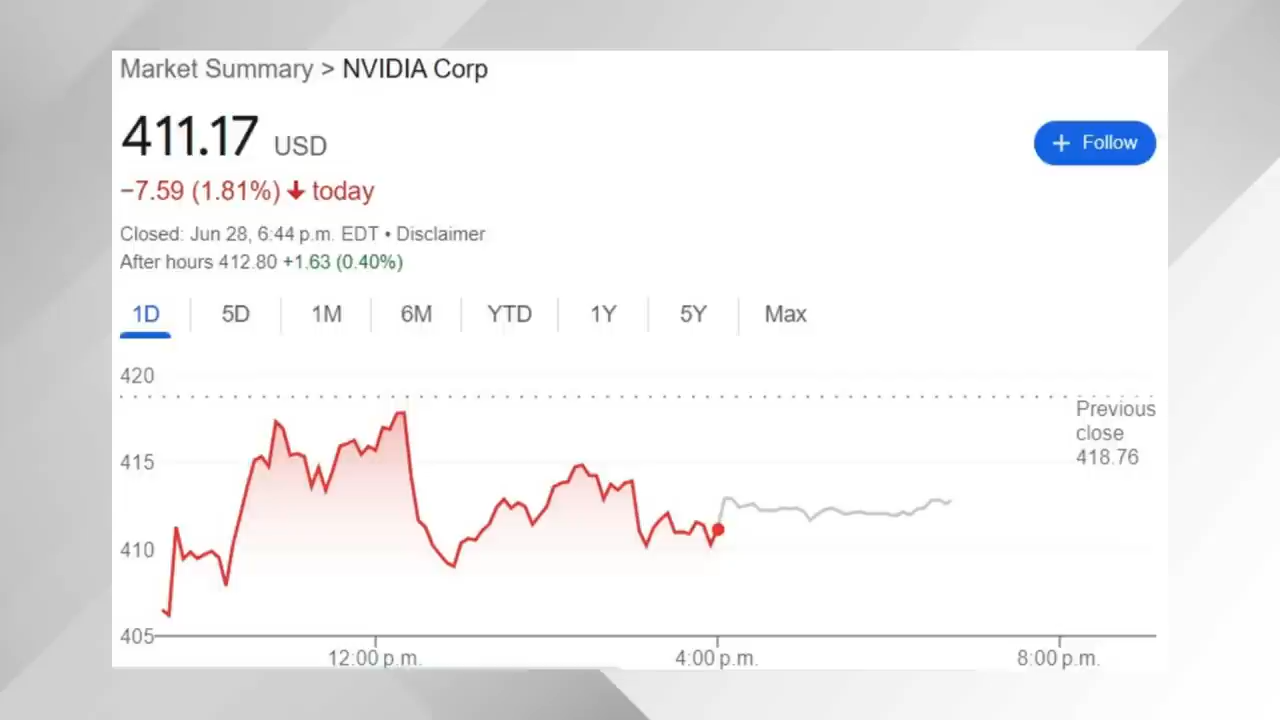 Market Summary > NVIDIA Corp
411.17 USD
+ Follow
−7.59 (1.81%) ↓ today
Closed: Jun 28, 6:44 p.m. EDT • Disclaimer
After hours 412.80 +1.63 (0.40%)
1D 5D 1M 6M YTD 1Y 5Y Max
420
Previous
close
418.76
415
410
405
12:00 p.m. 4:00 p.m. 8:00 p.m.